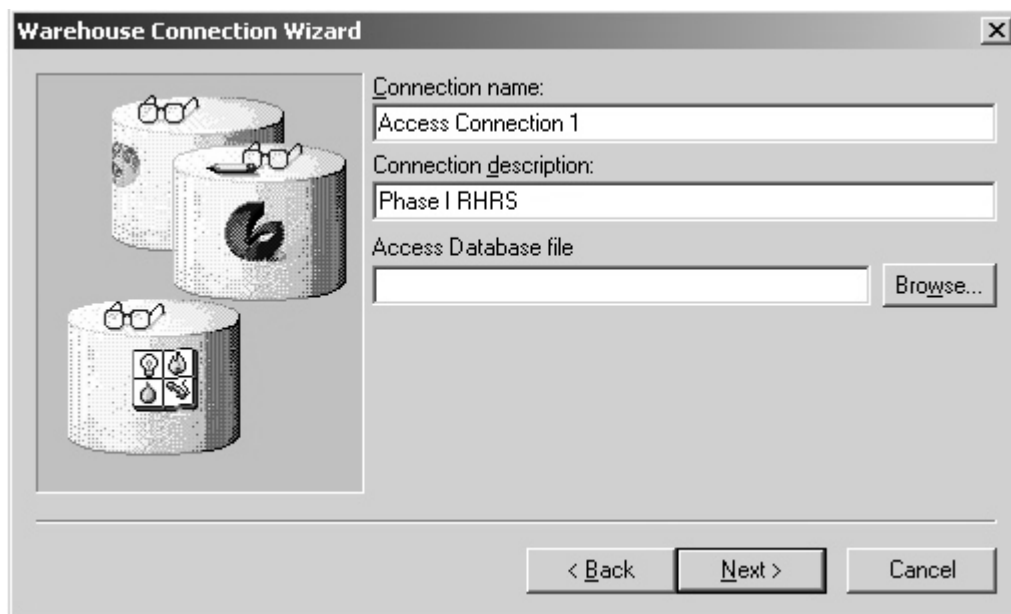 Warehouse Connection Wizard
Connection name:
Access Connection 1
Connection description:
Phase I RHRS
Access Database file
Browse...
< Back
Next >
Cancel